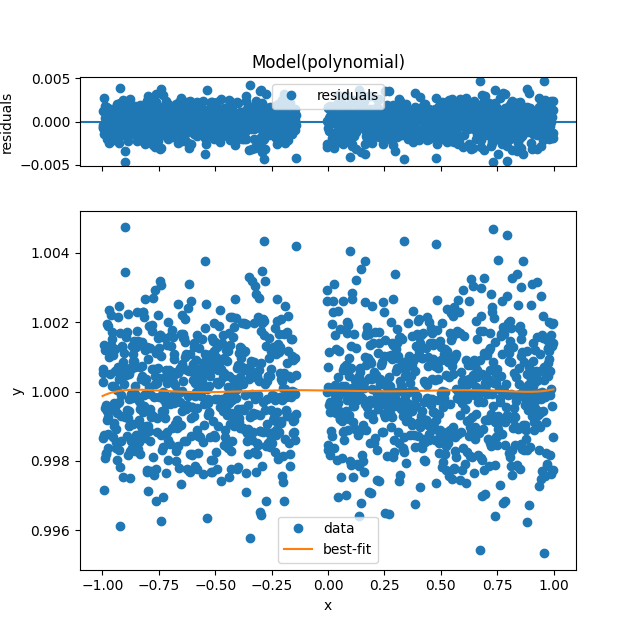 Model(polynomial)
0.005
0.000
−0.005
residuals
residuals
1.004
1.002
1.000
0.998
0.996
y
data
best-fit
−1.00 −0.75 −0.50 −0.25 0.00 0.25 0.50 0.75 1.00
x